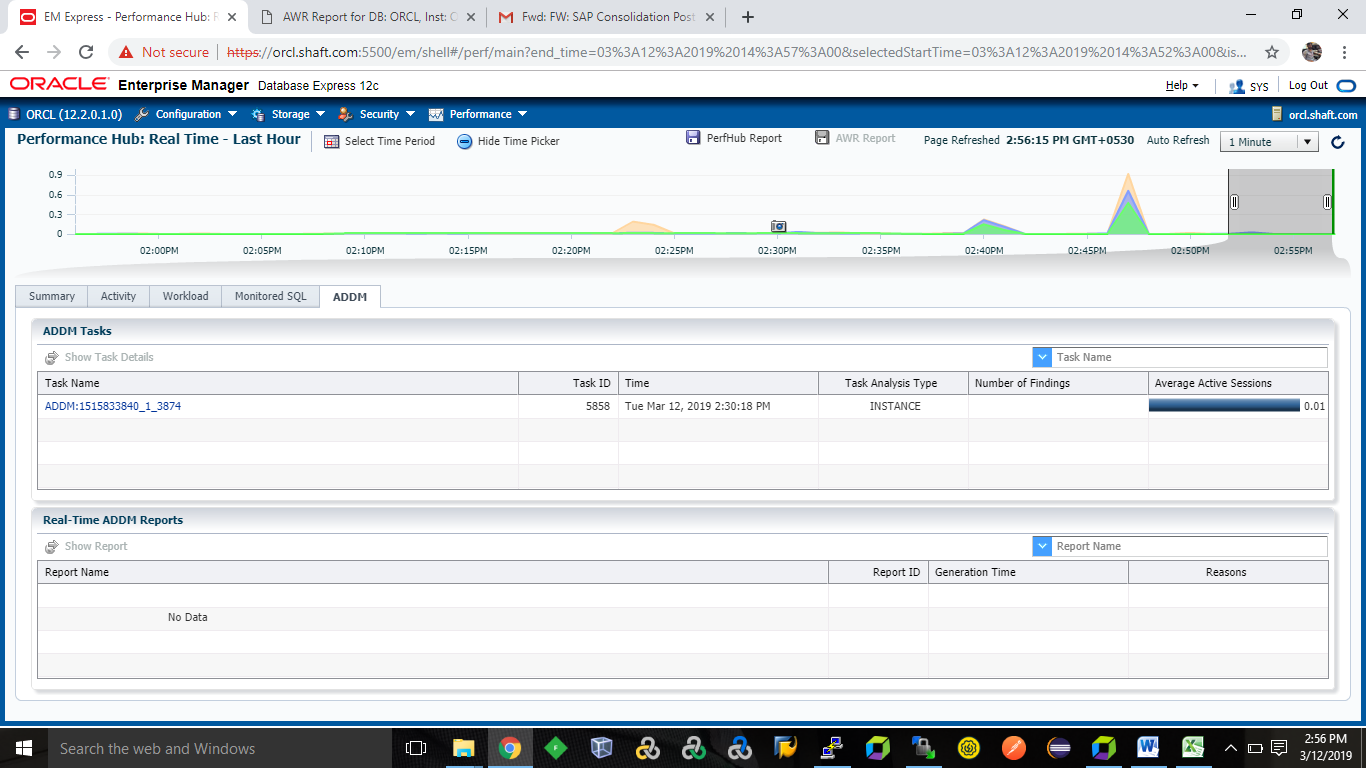 EM Express - Performance Hub: R
AWR Report for DB: ORCL, Inst: O
Fwd: FW: SAP Consolidation Post
Not secure
https://orcl.shaft.com:5500/em/shell#/perf/main?end_time=03%3A12%3A2019%2014%3A57%3A00&selectedStartTime=03%3A12%3A2019%2014%3A52%3A00&is...
ORACLE Enterprise Manager Database Express 12c
Help SYS Log Out
ORCL (12.2.0.1.0) Configuration Storage Security Performance orcl.shaft.com
Performance Hub: Real Time - Last Hour Select Time Period Hide Time Picker PerfHub Report AWR Report Page Refreshed 2:56:15 PM GMT+0530 Auto Refresh 1 Minute
0.9
0.6
0.3
0
02:00PM 02:05PM 02:10PM 02:15PM 02:20PM 02:25PM 02:30PM 02:35PM 02:40PM 02:45PM 02:50PM 02:55PM
Summary Activity Workload Monitored SQL ADDM
ADDM Tasks
Show Task Details Task Name
Task Name Task ID Time Task Analysis Type Number of Findings Average Active Sessions
ADDM:1515833840_1_3874 5858 Tue Mar 12, 2019 2:30:18 PM INSTANCE 0.01
Real-Time ADDM Reports
Show Report Report Name
Report Name Report ID Generation Time Reasons
No Data
Search the web and Windows
2:56 PM
3/12/2019